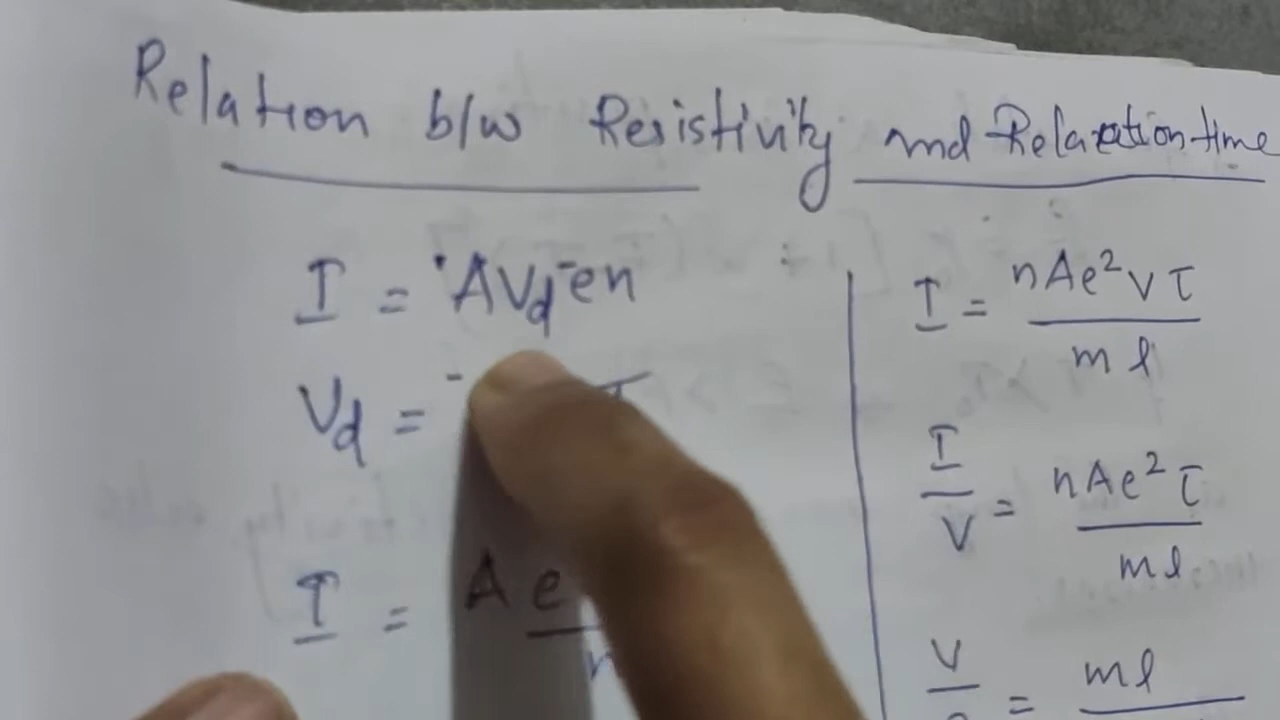 Relation b/w Resistivity and Relaxation time
I = AVd-en
Vd = -
I = Ae
I = nAe²Vτ / ml
I/V = nAe²τ / ml
V = ml